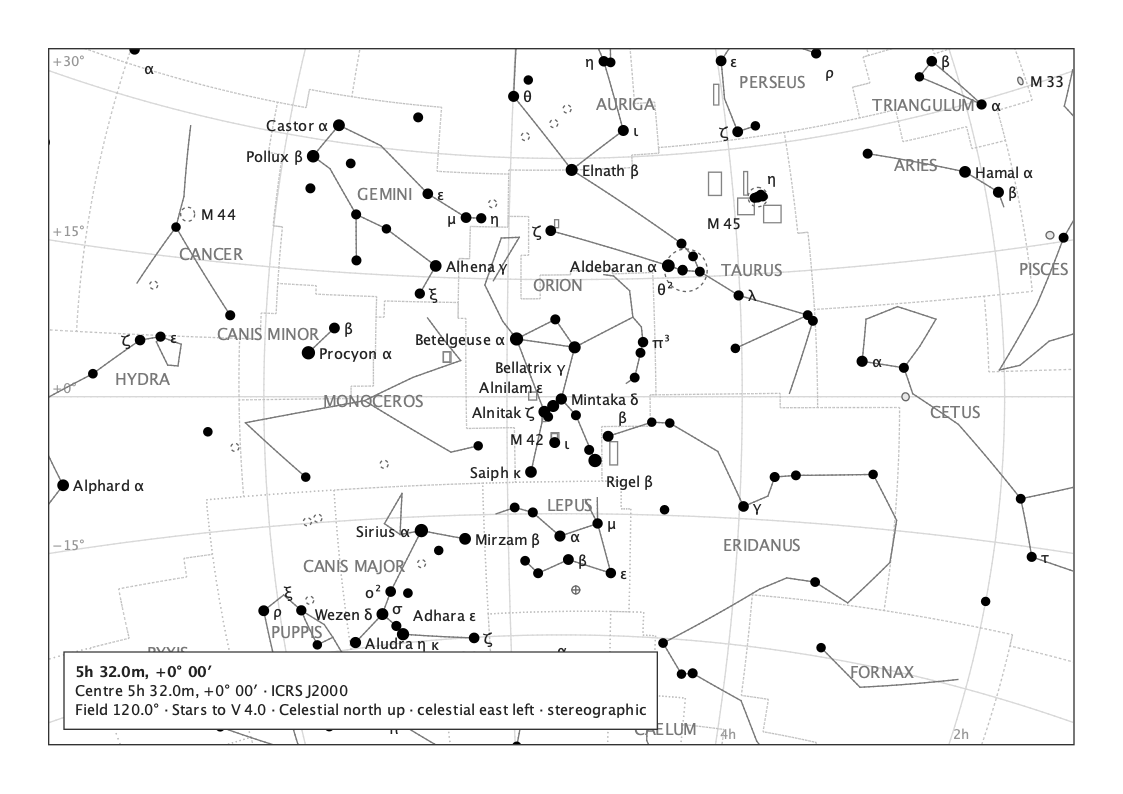 +30°
α
η
ε
PERSEUS
ρ
β
M 33
θ
AURIGA
TRIANGULUM
α
Castor α
ι
ζ
Pollux β
Elnath β
ARIES
Hamal α
GEMINI
ε
η
β
M 44
μ
η
M 45
+15°
ζ
CANCER
Alhena γ
Aldebaran α
TAURUS
PISCES
ORION
θ²
ξ
λ
CANIS MINOR
β
ζ
ε
Betelgeuse α
π³
Procyon α
α
Bellatrix γ
HYDRA
+0°
Alnilam ε
MONOCEROS
Mintaka δ
Alnitak ζ
β
CETUS
M 42
ι
Saiph κ
Rigel β
Alphard α
LEPUS
γ
μ
Sirius α
Mirzam β
α
−15°
ERIDANUS
τ
CANIS MAJOR
β
ε
ξ
ο²
ρ
Wezen δ
σ
Adhara ε
PUPPIS
Aludra η
κ
ζ
PYXIS
α
FORNAX
5h 32.0m, +0° 00′
Centre 5h 32.0m, +0° 00′ · ICRS J2000
Field 120.0° · Stars to V 4.0 · Celestial north up · celestial east left · stereographic
CAELUM
4h
2h